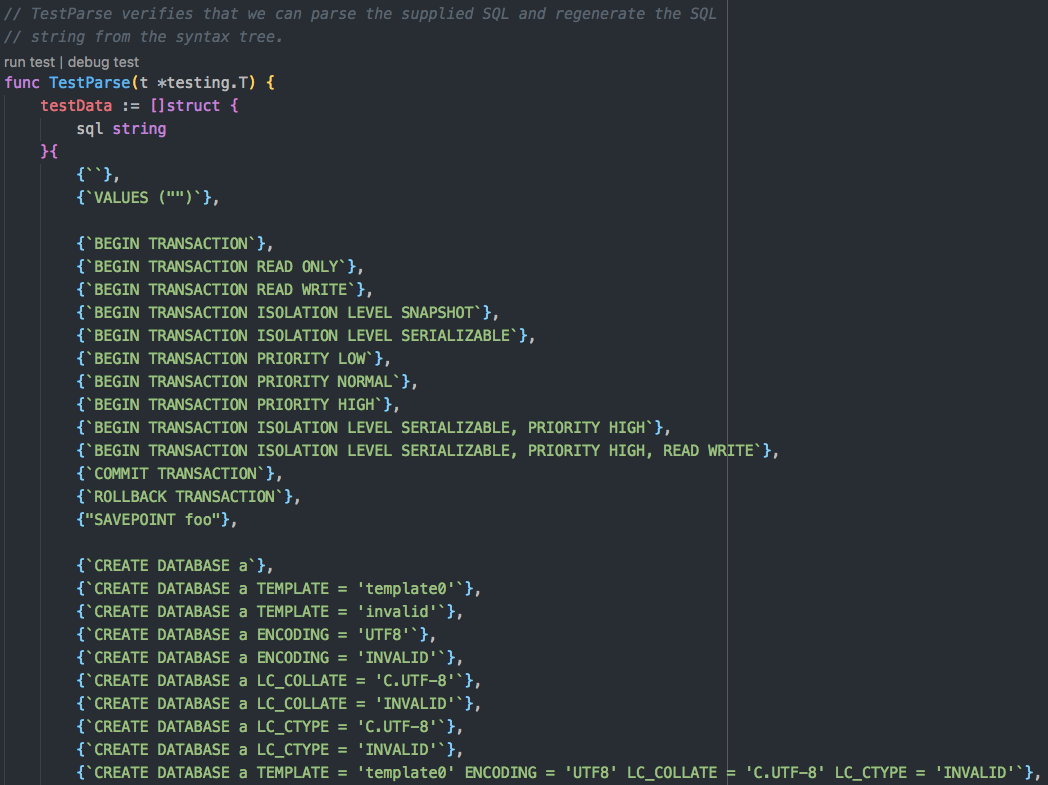 // TestParse verifies that we can parse the supplied SQL and regenerate the SQL
// string from the syntax tree.
run test | debug test
func TestParse(t *testing.T) {
    testData := []struct {
        sql string
    }{
        {``},
        {`VALUES ("")`},

        {`BEGIN TRANSACTION`},
        {`BEGIN TRANSACTION READ ONLY`},
        {`BEGIN TRANSACTION READ WRITE`},
        {`BEGIN TRANSACTION ISOLATION LEVEL SNAPSHOT`},
        {`BEGIN TRANSACTION ISOLATION LEVEL SERIALIZABLE`},
        {`BEGIN TRANSACTION PRIORITY LOW`},
        {`BEGIN TRANSACTION PRIORITY NORMAL`},
        {`BEGIN TRANSACTION PRIORITY HIGH`},
        {`BEGIN TRANSACTION ISOLATION LEVEL SERIALIZABLE, PRIORITY HIGH`},
        {`BEGIN TRANSACTION ISOLATION LEVEL SERIALIZABLE, PRIORITY HIGH, READ WRITE`},
        {`COMMIT TRANSACTION`},
        {`ROLLBACK TRANSACTION`},
        {"SAVEPOINT foo"},

        {`CREATE DATABASE a`},
        {`CREATE DATABASE a TEMPLATE = 'template0'`},
        {`CREATE DATABASE a TEMPLATE = 'invalid'`},
        {`CREATE DATABASE a ENCODING = 'UTF8'`},
        {`CREATE DATABASE a ENCODING = 'INVALID'`},
        {`CREATE DATABASE a LC_COLLATE = 'C.UTF-8'`},
        {`CREATE DATABASE a LC_COLLATE = 'INVALID'`},
        {`CREATE DATABASE a LC_CTYPE = 'C.UTF-8'`},
        {`CREATE DATABASE a LC_CTYPE = 'INVALID'`},
        {`CREATE DATABASE a TEMPLATE = 'template0' ENCODING = 'UTF8' LC_COLLATE = 'C.UTF-8' LC_CTYPE = 'INVALID'`},